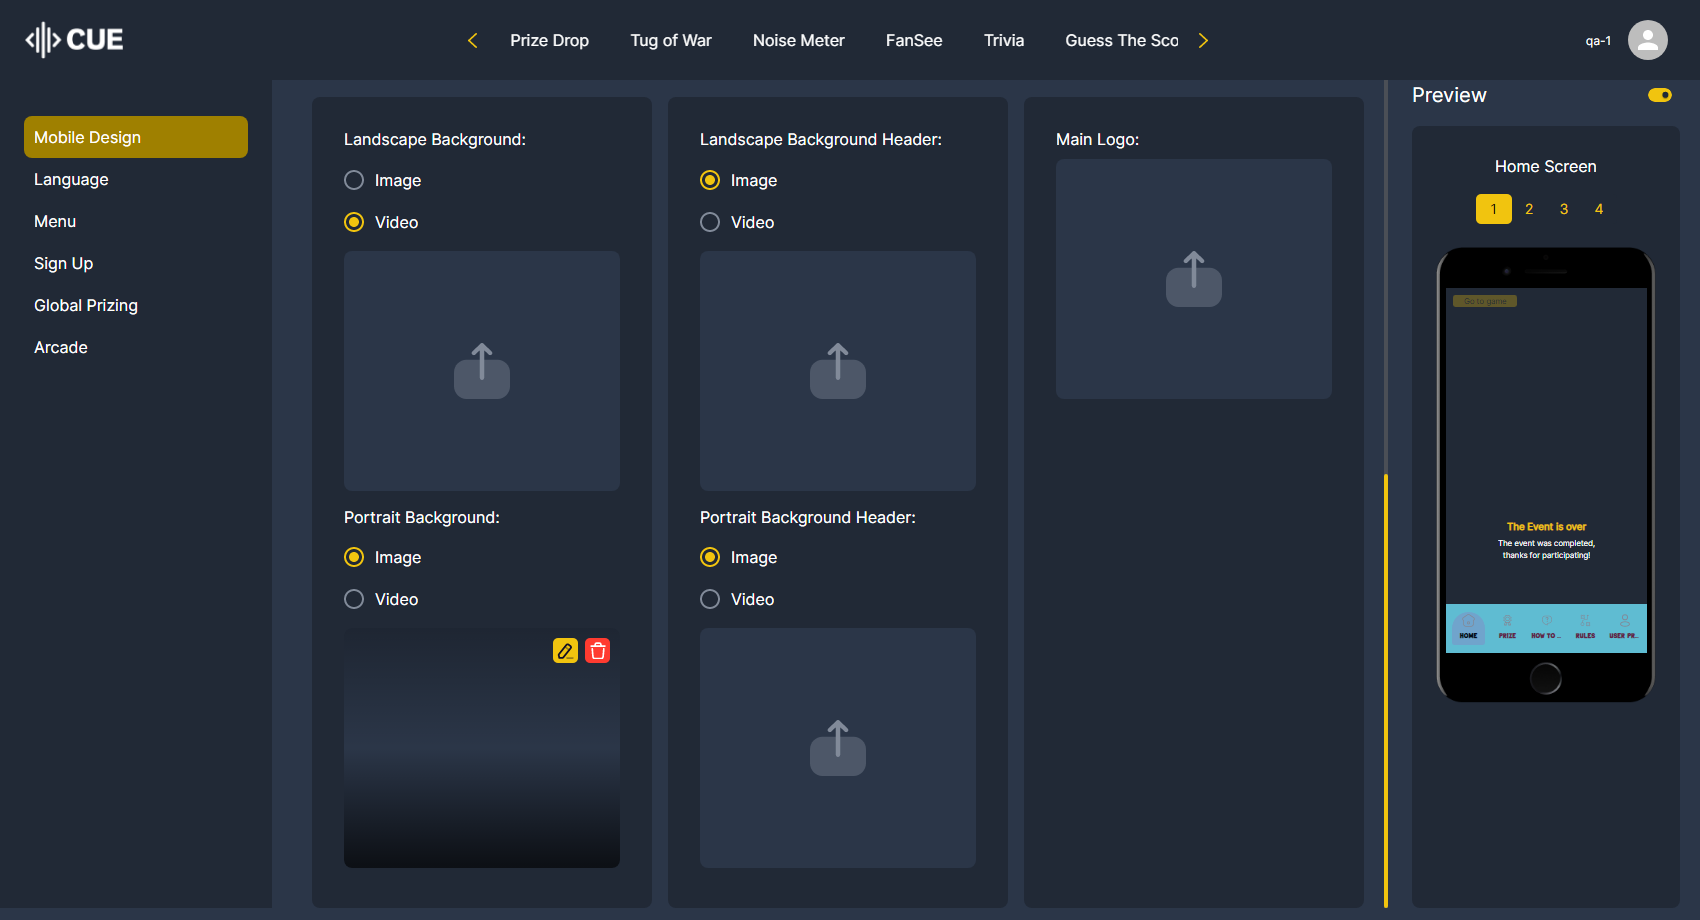 CUE
Prize Drop
Tug of War
Noise Meter
FanSee
Trivia
Guess The Sco
qa-1
Mobile Design
Language
Menu
Sign Up
Global Prizing
Arcade
Landscape Background:
Image
Video
Portrait Background:
Image
Video
Landscape Background Header:
Image
Video
Portrait Background Header:
Image
Video
Main Logo:
Preview
Home Screen
1 2 3 4
Go to game
The Event is over
The event was completed,
thanks for participating!
HOME PRIZE HOW TO ... RULES USER PR...